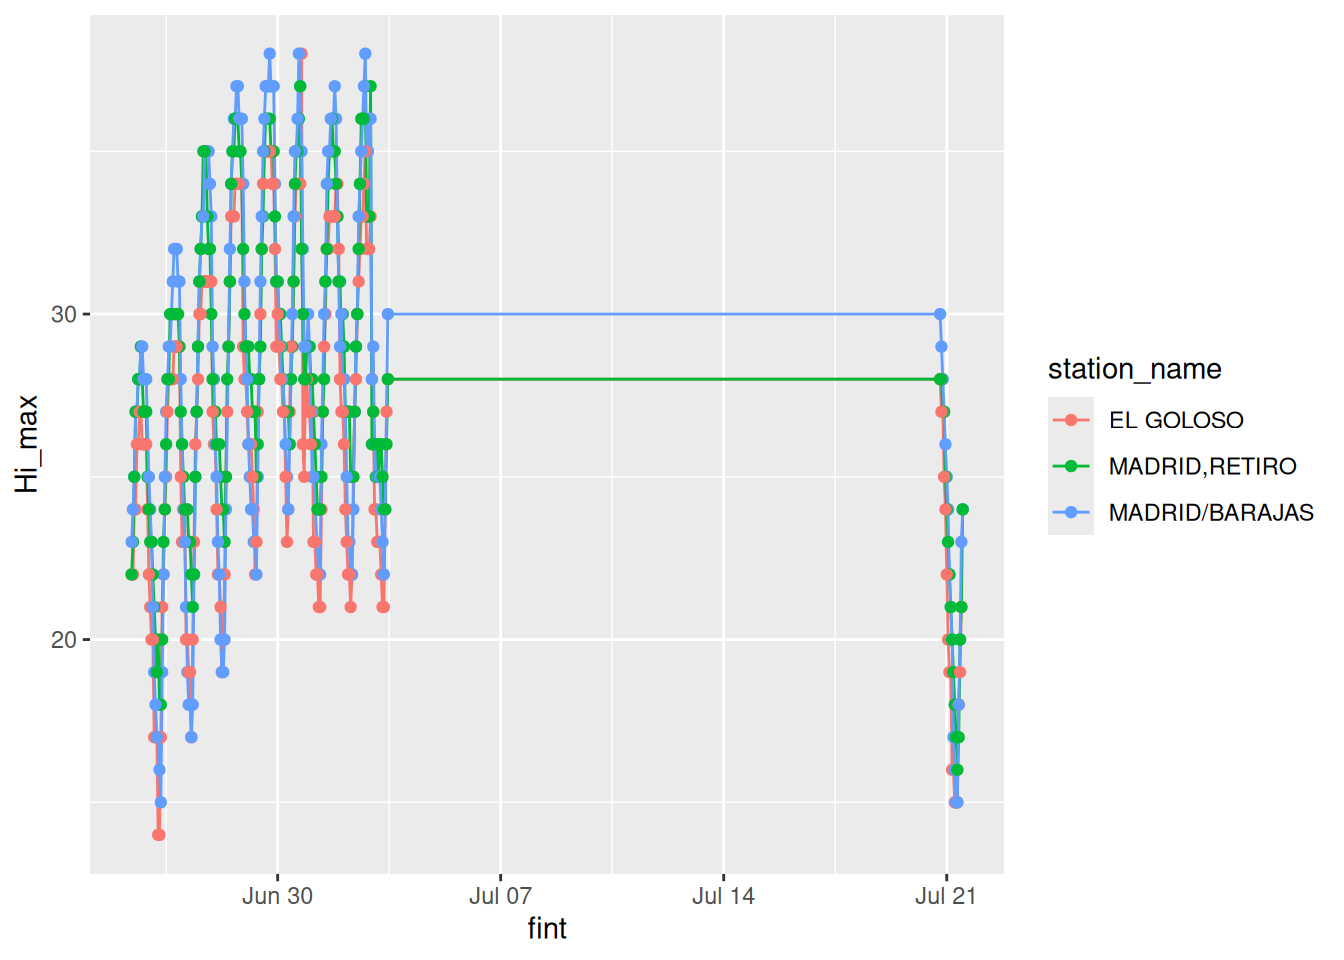 Hi_max
30
20
Jun 30
Jul 07
Jul 14
Jul 21
fint
station_name
EL GOLOSO
MADRID,RETIRO
MADRID/BARAJAS